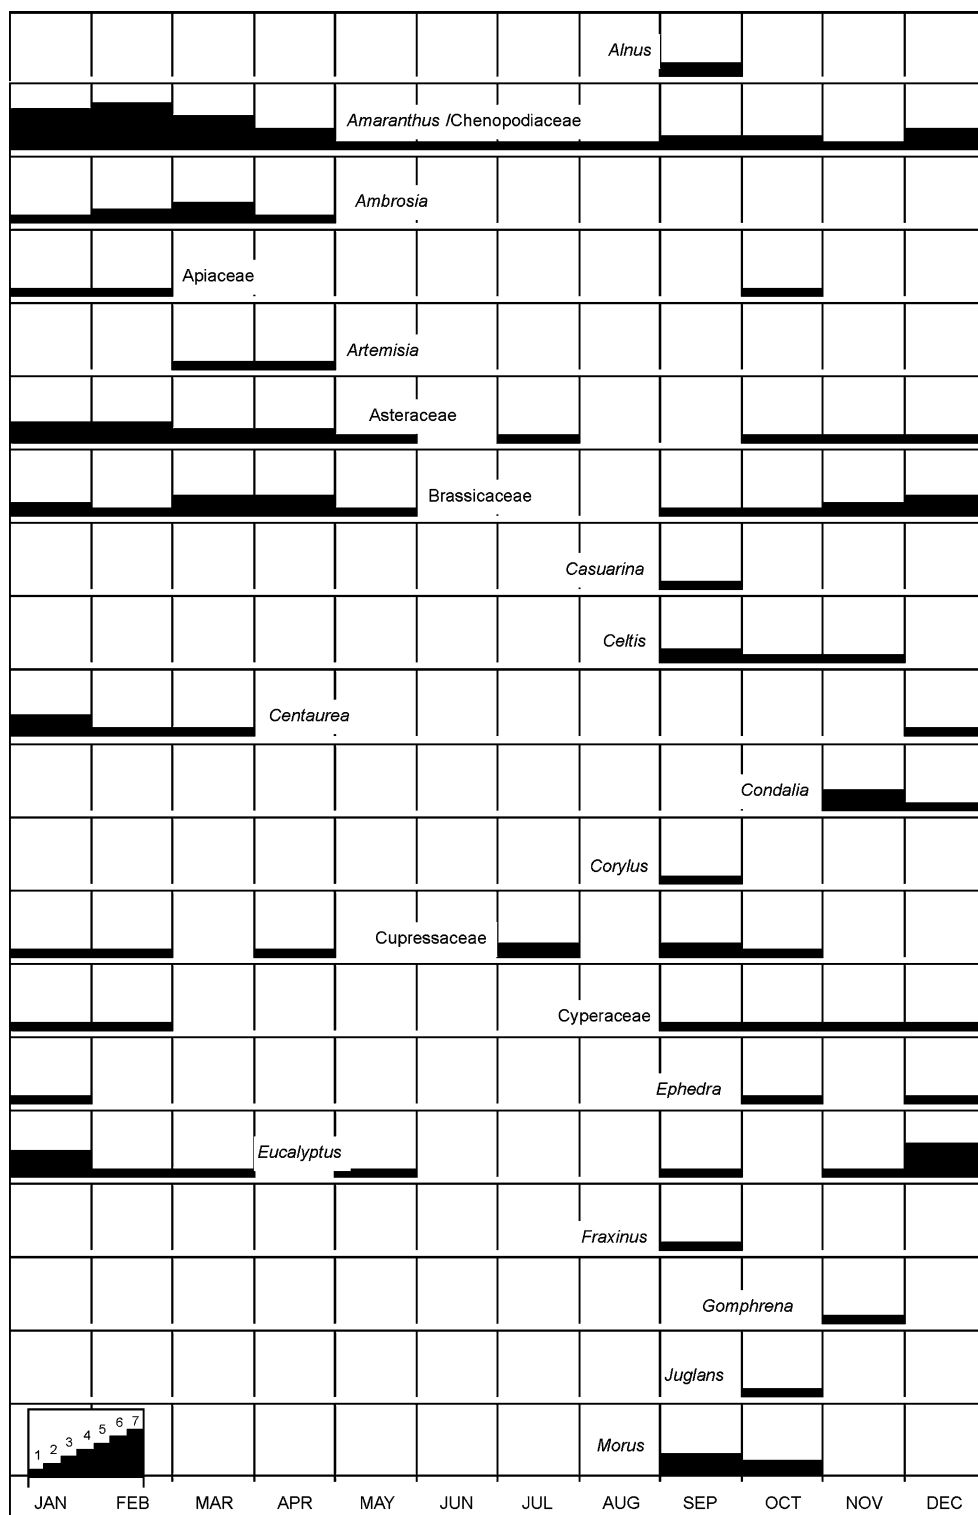 Alnus
Amaranthus /Chenopodiaceae
Ambrosia
Apiaceae
Artemisia
Asteraceae
Brassicaceae
Casuarina
Celtis
Centaurea
Condalia
Corylus
Cupressaceae
Cyperaceae
Ephedra
Eucalyptus
Fraxinus
Gomphrena
Juglans
Morus
1 2 3 4 5 6 7
JAN FEB MAR APR MAY JUN JUL AUG SEP OCT NOV DEC